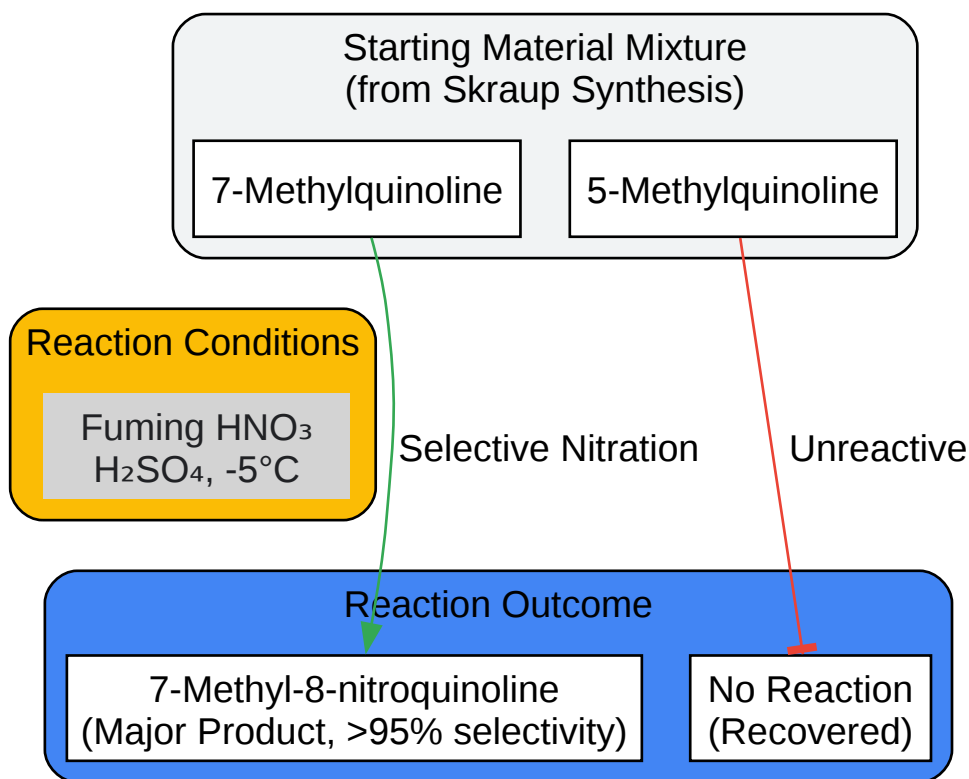 Starting Material Mixture
(from Skraup Synthesis)
7-Methylquinoline
5-Methylquinoline
Reaction Conditions
Fuming HNO₃
H₂SO₄, -5°C
Selective Nitration
Unreactive
Reaction Outcome
7-Methyl-8-nitroquinoline
(Major Product, >95% selectivity)
No Reaction
(Recovered)